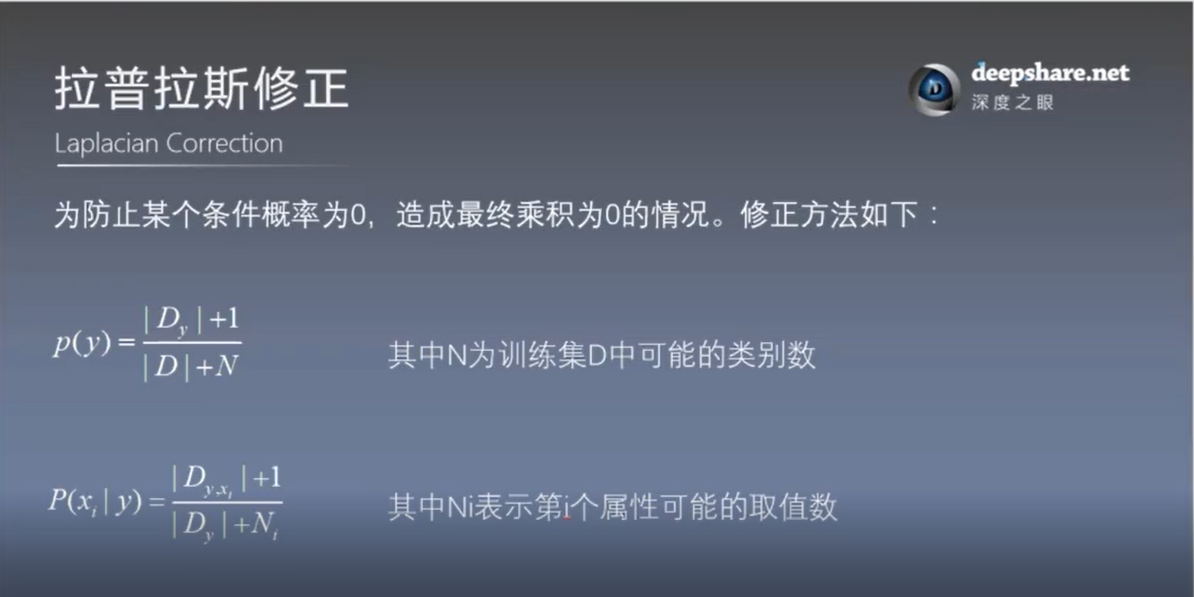 拉普拉斯修正
Laplacian Correction
deepshare.net
深度之眼
为防止某个条件概率为0，造成最终乘积为0的情况。修正方法如下：
p(y) = (| D_y | +1) / (| D | +N)
其中N为训练集D中可能的类别数
P(x_i | y) = (| D_{y,x_i} | +1) / (| D_y | +N_i)
其中Ni表示第i个属性可能的取值数